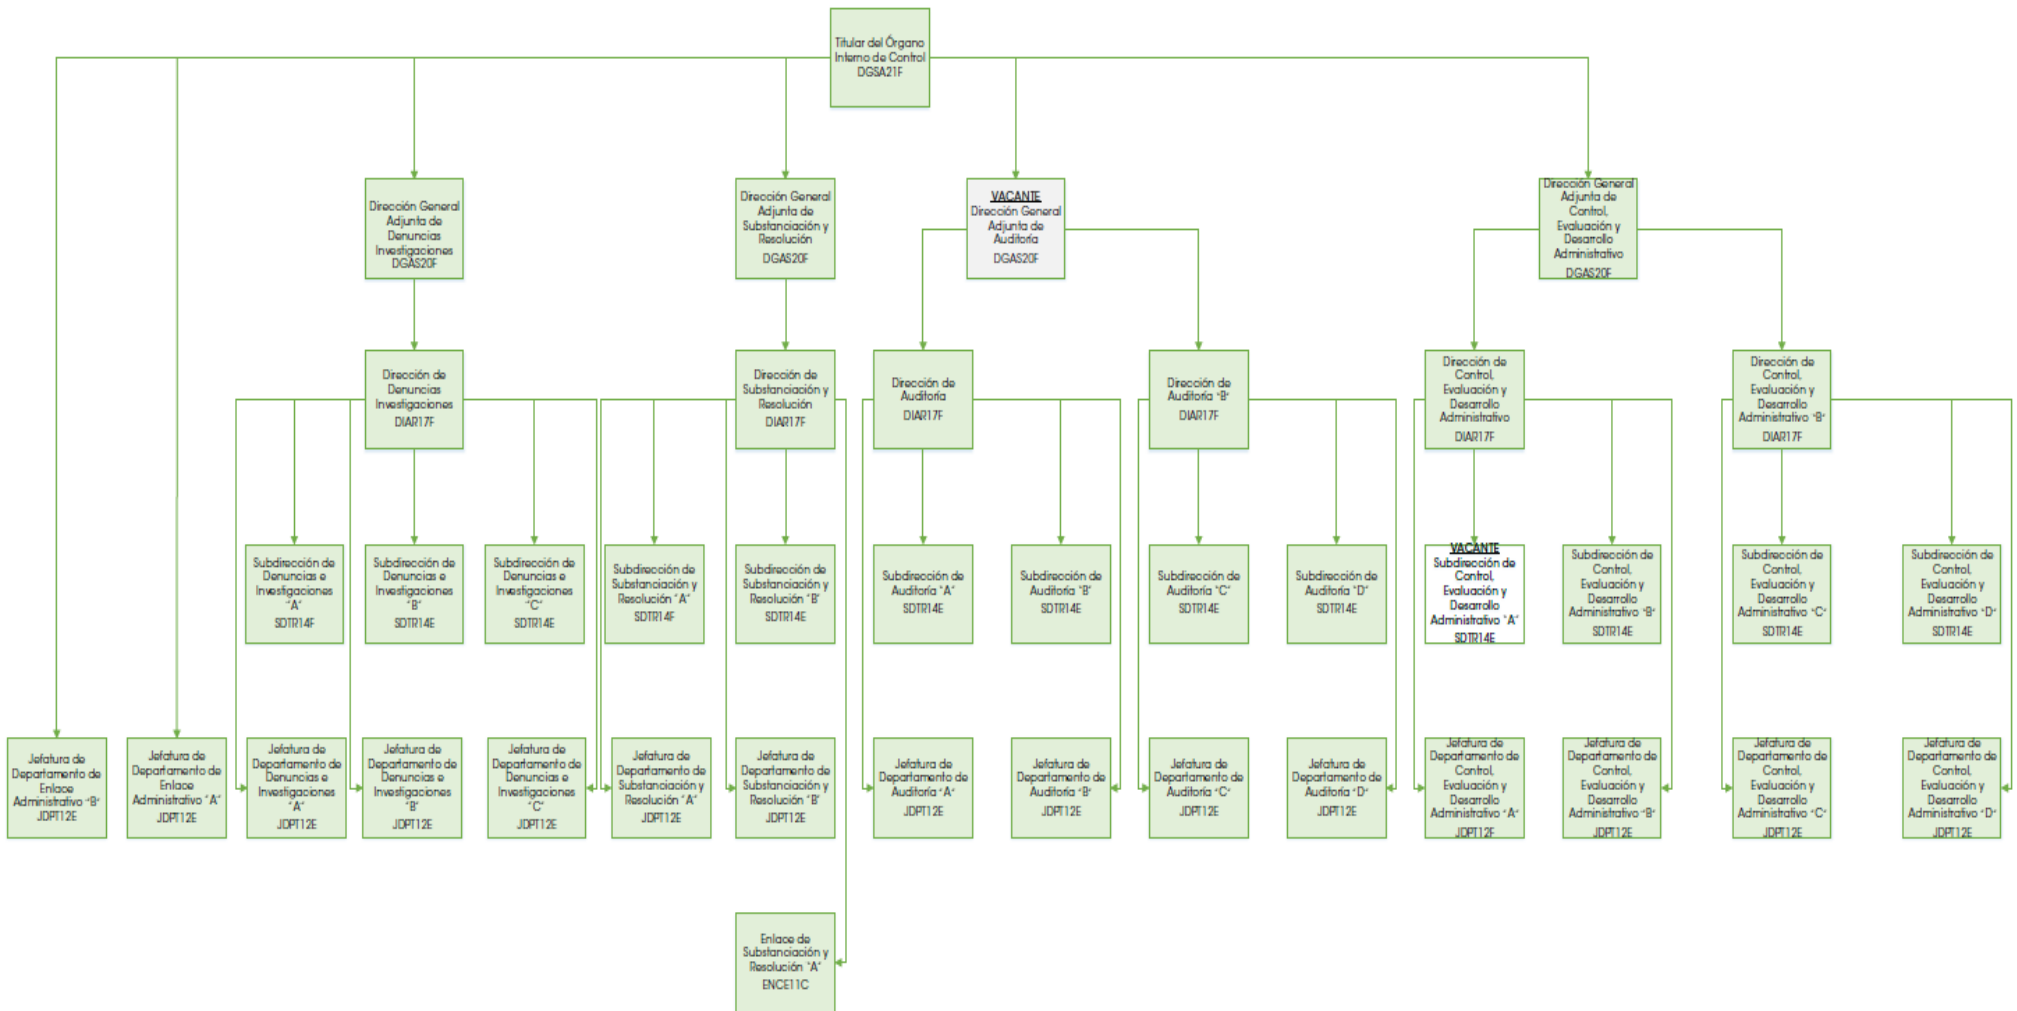 Titular del Órgano
Interno de Control
DGSA21F
Dirección General
Adjunta de
Denuncias
Investigaciones
DGAS20F
Dirección General
Adjunta de
Substanciación y
Resolución
DGAS20F
VACANTE
Dirección General
Adjunta de
Auditoría
DGAS20F
Dirección General
Adjunta de
Control,
Evaluación y
Desarrollo
Administrativo
DGAS20F
Dirección de
Denuncias
Investigaciones
DIAR17F
Dirección de
Substanciación y
Resolución
DIAR17F
Dirección de
Auditoría
DIAR17F
Dirección de
Auditoría "B"
DIAR17F
Dirección de
Control,
Evaluación y
Desarrollo
Administrativo
DIAR17F
Dirección de
Control,
Evaluación y
Desarrollo
Administrativo "B"
DIAR17F
Subdirección de
Denuncias e
Investigaciones
"A"
SDTR14F
Subdirección de
Denuncias e
Investigaciones
"B"
SDTR14E
Subdirección de
Denuncias e
Investigaciones
"C"
SDTR14E
Subdirección de
Substanciación y
Resolución "A"
SDTR14F
Subdirección de
Substanciación y
Resolución "B"
SDTR14E
Subdirección de
Auditoría "A"
SDTR14E
Subdirección de
Auditoría "B"
SDTR14E
Subdirección de
Auditoría "C"
SDTR14E
Subdirección de
Auditoría "D"
SDTR14E
VACANTE
Subdirección de
Control,
Evaluación y
Desarrollo
Administrativo "A"
SDTR14E
Subdirección de
Control,
Evaluación y
Desarrollo
Administrativo "B"
SDTR14E
Subdirección de
Control,
Evaluación y
Desarrollo
Administrativo "C"
SDTR14E
Subdirección de
Control,
Evaluación y
Desarrollo
Administrativo "D"
SDTR14E
Jefatura de
Departamento de
Enlace
Administrativo "B"
JDPT12E
Jefatura de
Departamento de
Enlace
Administrativo "A"
JDPT12E
Jefatura de
Departamento de
Denuncias e
Investigaciones
"A"
JDPT12E
Jefatura de
Departamento de
Denuncias e
Investigaciones
"B"
JDPT12E
Jefatura de
Departamento de
Denuncias e
Investigaciones
"C"
JDPT12E
Jefatura de
Departamento de
Substanciación y
Resolución "A"
JDPT12E
Jefatura de
Departamento de
Substanciación y
Resolución "B"
JDPT12E
Jefatura de
Departamento de
Auditoría "A"
JDPT12E
Jefatura de
Departamento de
Auditoría "B"
JDPT12E
Jefatura de
Departamento de
Auditoría "C"
JDPT12E
Jefatura de
Departamento de
Auditoría "D"
JDPT12E
Jefatura de
Departamento de
Control,
Evaluación y
Desarrollo
Administrativo "A"
JDPT12F
Jefatura de
Departamento de
Control,
Evaluación y
Desarrollo
Administrativo "B"
JDPT12E
Jefatura de
Departamento de
Control,
Evaluación y
Desarrollo
Administrativo "C"
JDPT12E
Jefatura de
Departamento de
Control,
Evaluación y
Desarrollo
Administrativo "D"
JDPT12E
Enlace de
Substanciación y
Resolución "A"
ENCE11C